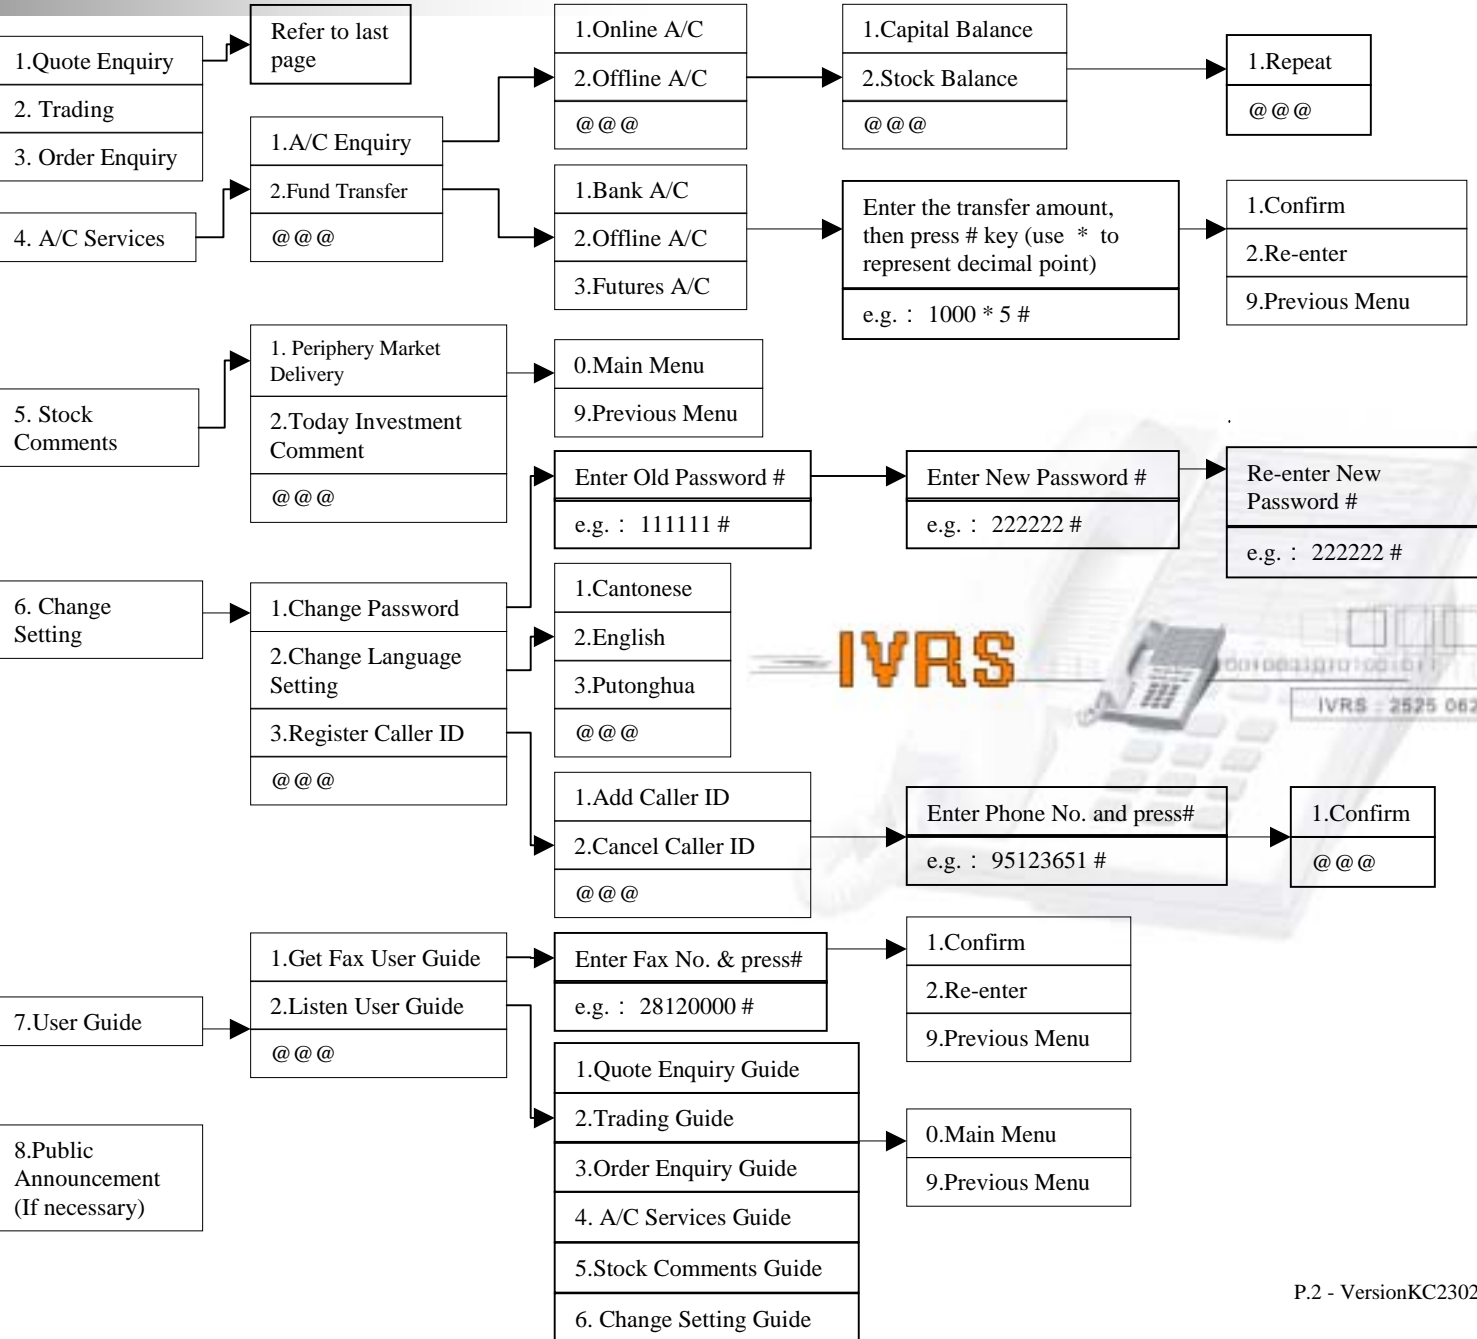 1.Quote Enquiry
2. Trading
3. Order Enquiry
4. A/C Services
Refer to last
page
1.A/C Enquiry
2.Fund Transfer
@@@
1.Online A/C
2.Offline A/C
@@@
1.Capital Balance
2.Stock Balance
@@@
1.Repeat
@@@
1.Bank A/C
2.Offline A/C
3.Futures A/C
Enter the transfer amount,
then press # key (use * to
represent decimal point)
e.g. : 1000 * 5 #
1.Confirm
2.Re-enter
9.Previous Menu
5. Stock
Comments
1. Periphery Market
Delivery
2.Today Investment
Comment
@@@
0.Main Menu
9.Previous Menu
6. Change
Setting
1.Change Password
2.Change Language
Setting
3.Register Caller ID
@@@
Enter Old Password #
e.g. : 111111 #
Enter New Password #
e.g. : 222222 #
Re-enter New
Password #
e.g. : 222222 #
1.Cantonese
2.English
3.Putonghua
@@@
IVRS
IVRS : 2525 062
1.Add Caller ID
2.Cancel Caller ID
@@@
Enter Phone No. and press#
e.g. : 95123651 #
1.Confirm
@@@
7.User Guide
1.Get Fax User Guide
2.Listen User Guide
@@@
Enter Fax No. & press#
e.g. : 28120000 #
1.Confirm
2.Re-enter
9.Previous Menu
1.Quote Enquiry Guide
2.Trading Guide
3.Order Enquiry Guide
4. A/C Services Guide
5.Stock Comments Guide
6. Change Setting Guide
0.Main Menu
9.Previous Menu
8.Public
Announcement
(If necessary)
P.2 - VersionKC2302